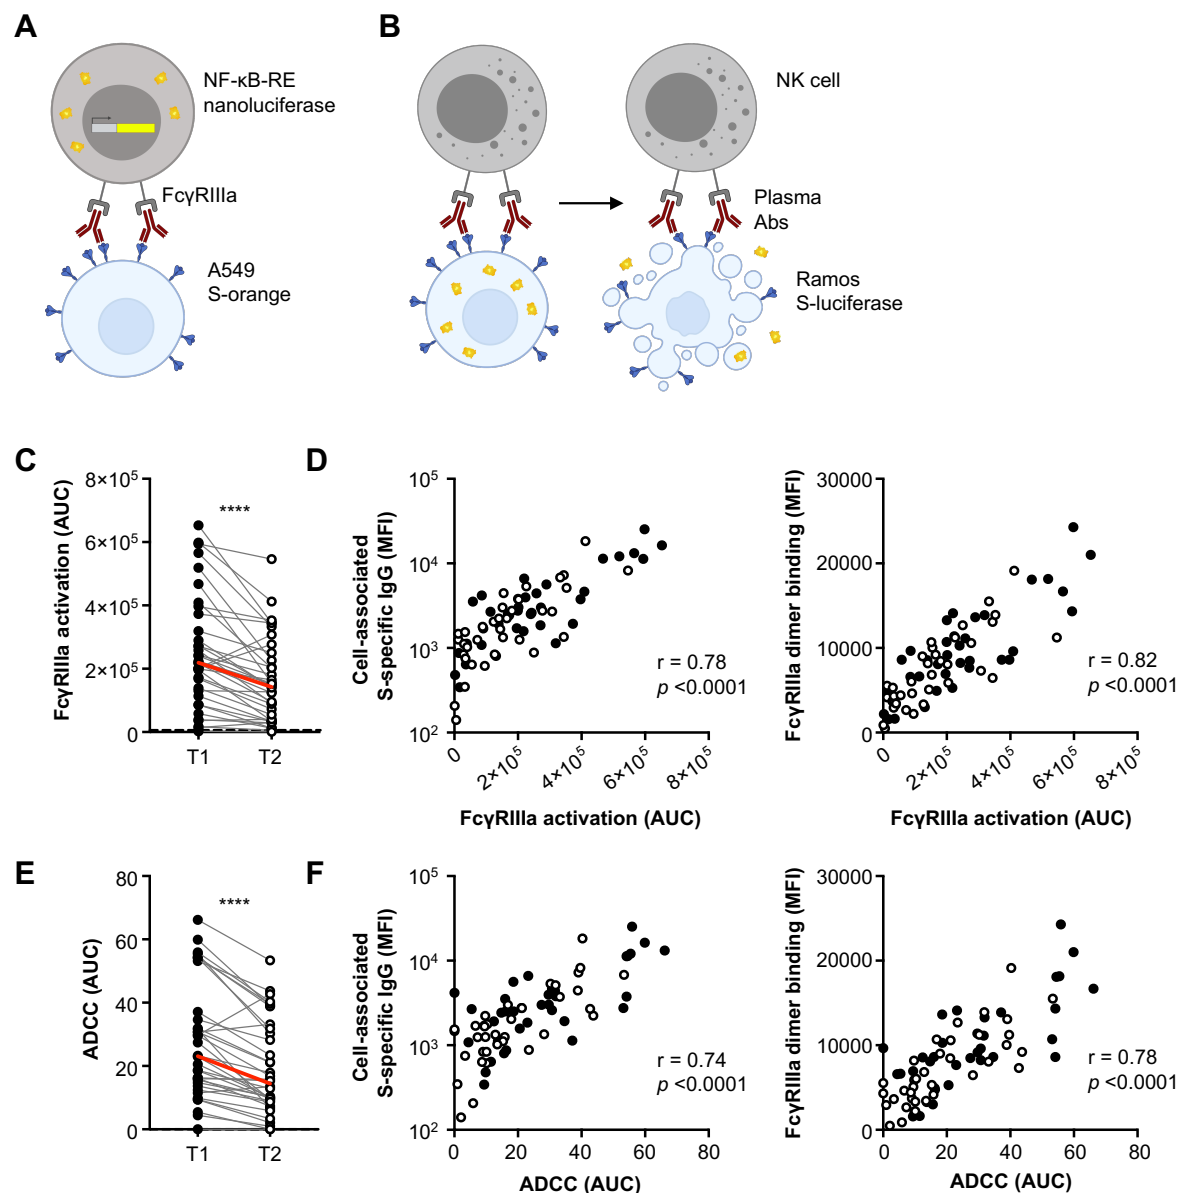 A
NF-κB-RE
nanoluciferase
FcγRIIIa
A549
S-orange
B
NK cell
Plasma
Abs
Ramos
S-luciferase
C
FcγRIIIa activation (AUC)
8×10⁵
6×10⁵
4×10⁵
2×10⁵
0
****
T1
T2
D
Cell-associated
S-specific IgG (MFI)
10⁵
10⁴
10³
10²
r = 0.78
p <0.0001
0
2×10⁵
4×10⁵
6×10⁵
8×10⁵
FcγRIIIa activation (AUC)
FcγRIIIa dimer binding (MFI)
30000
20000
10000
0
r = 0.82
p <0.0001
0
2×10⁵
4×10⁵
6×10⁵
8×10⁵
FcγRIIIa activation (AUC)
E
ADCC (AUC)
80
60
40
20
0
****
T1
T2
F
Cell-associated
S-specific IgG (MFI)
10⁵
10⁴
10³
10²
r = 0.74
p <0.0001
0
20
40
60
80
ADCC (AUC)
FcγRIIIa dimer binding (MFI)
30000
20000
10000
0
r = 0.78
p <0.0001
0
20
40
60
80
ADCC (AUC)